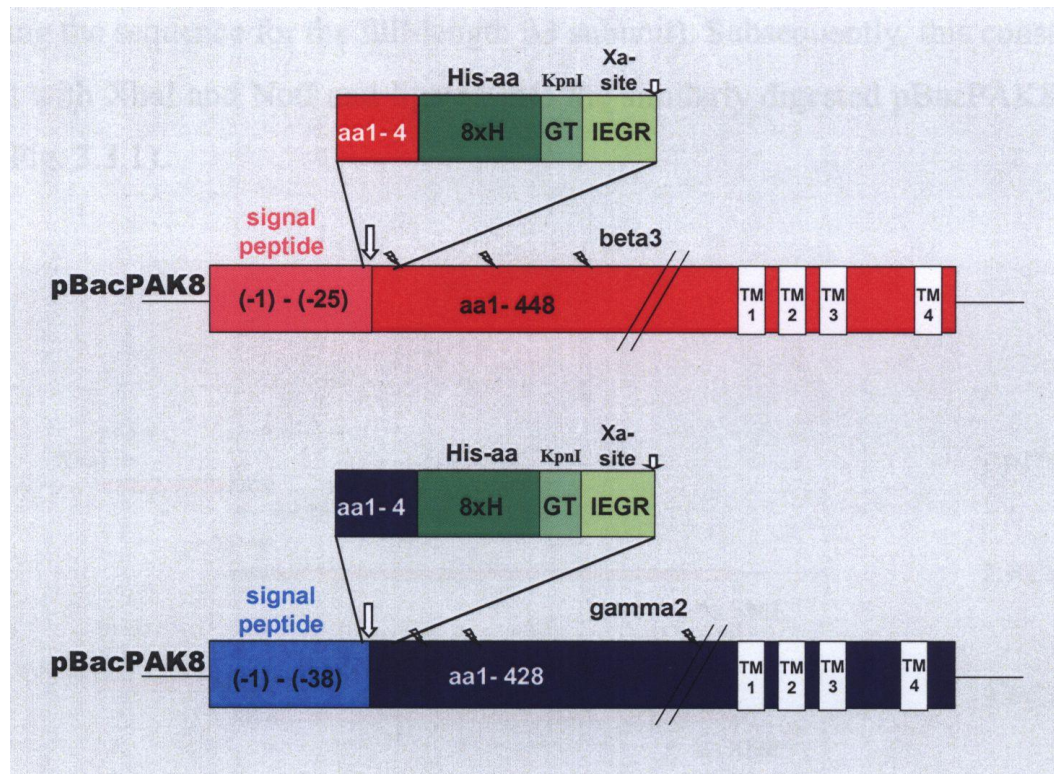 Xa-
site
His-aa KpnI
aa1- 4 8xH GT IEGR
signal
peptide
beta3
pBacPAK8
(-1) - (-25) aa1- 448
TM
1
TM
2
TM
3
TM
4
Xa-
site
His-aa KpnI
aa1- 4 8xH GT IEGR
signal
peptide
gamma2
pBacPAK8
(-1) - (-38) aa1- 428
TM
1
TM
2
TM
3
TM
4